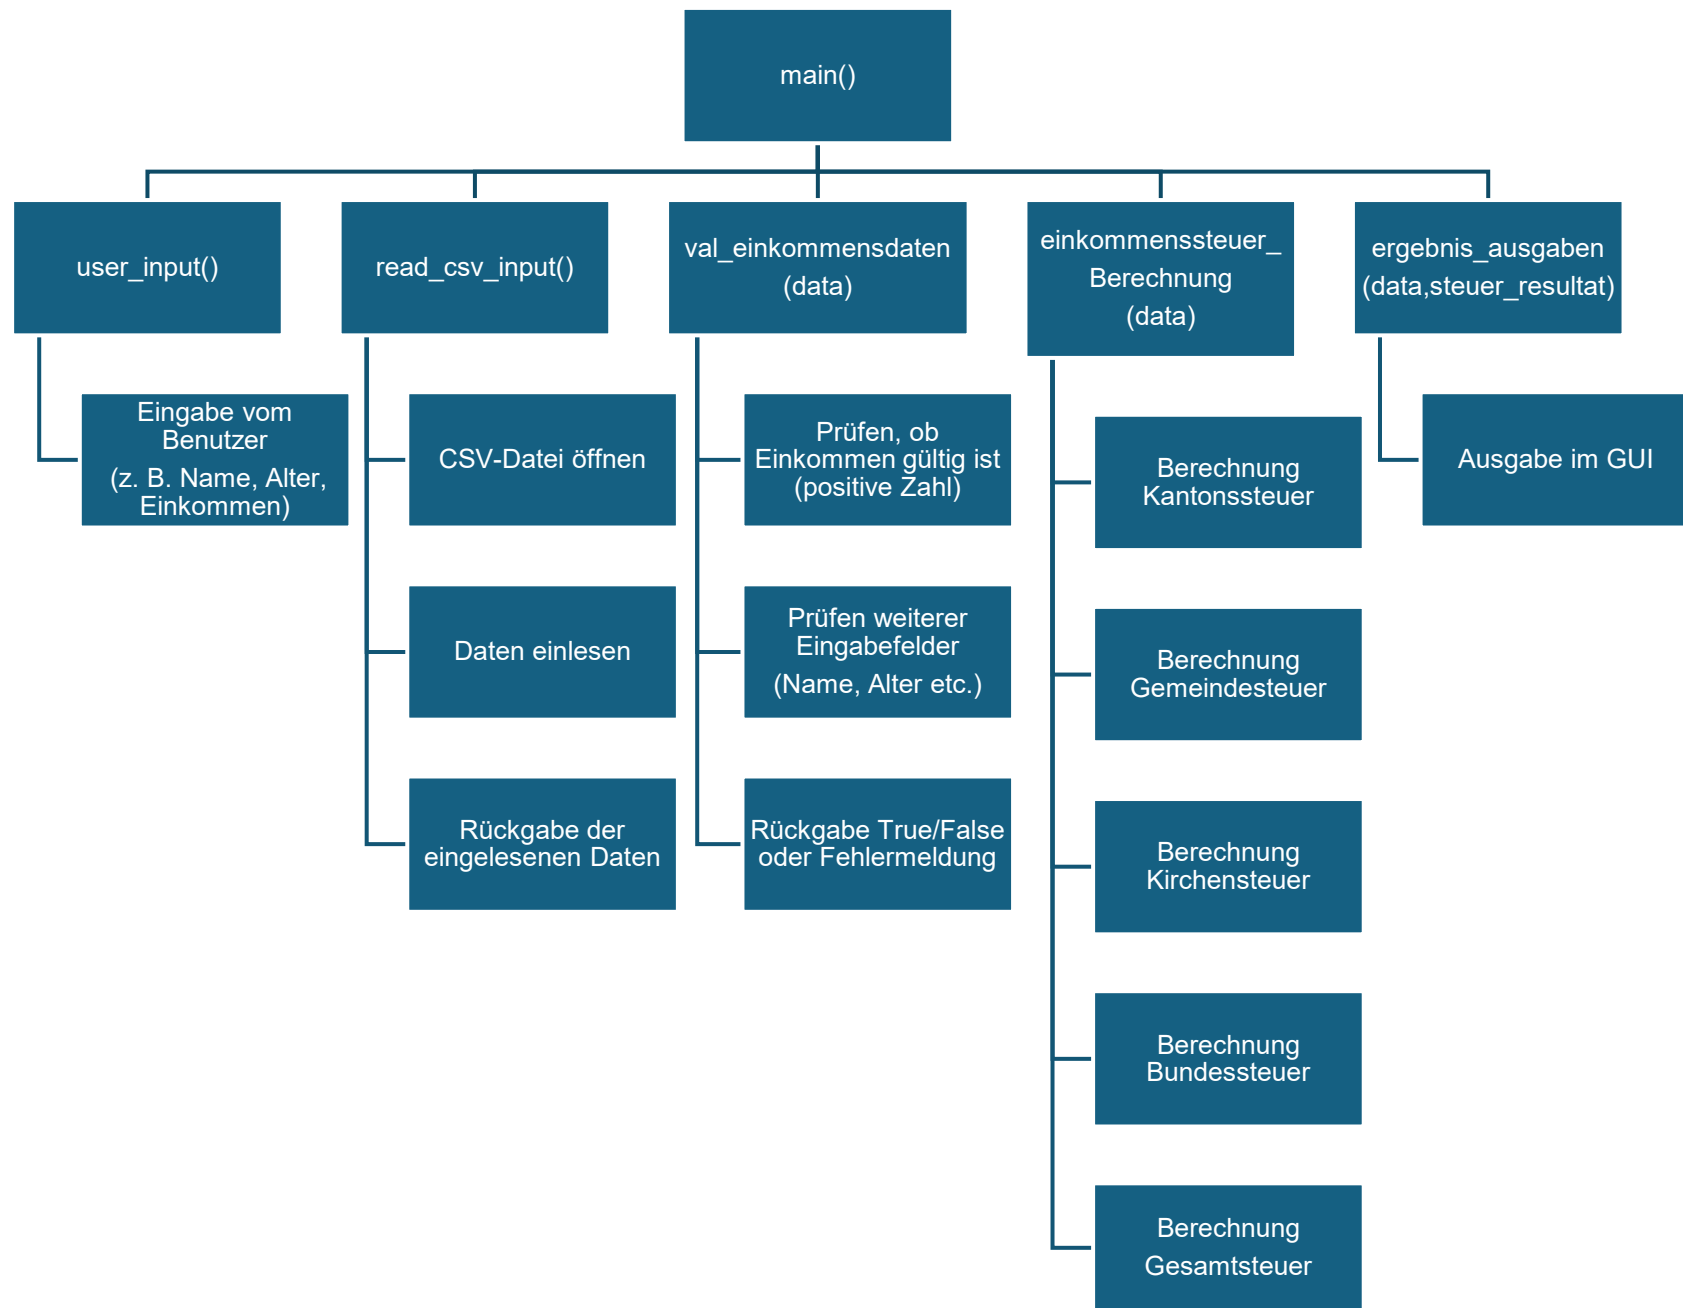 main()
user_input()
read_csv_input()
val_einkommensdaten
(data)
einkommenssteuer_
Berechnung
(data)
ergebnis_ausgaben
(data,steuer_resultat)
Eingabe vom
Benutzer
(z. B. Name, Alter,
Einkommen)
CSV-Datei öffnen
Daten einlesen
Rückgabe der
eingelesenen Daten
Prüfen, ob
Einkommen gültig ist
(positive Zahl)
Prüfen weiterer
Eingabefelder
(Name, Alter etc.)
Rückgabe True/False
oder Fehlermeldung
Berechnung
Kantonssteuer
Berechnung
Gemeindesteuer
Berechnung
Kirchensteuer
Berechnung
Bundessteuer
Berechnung
Gesamtsteuer
Ausgabe im GUI